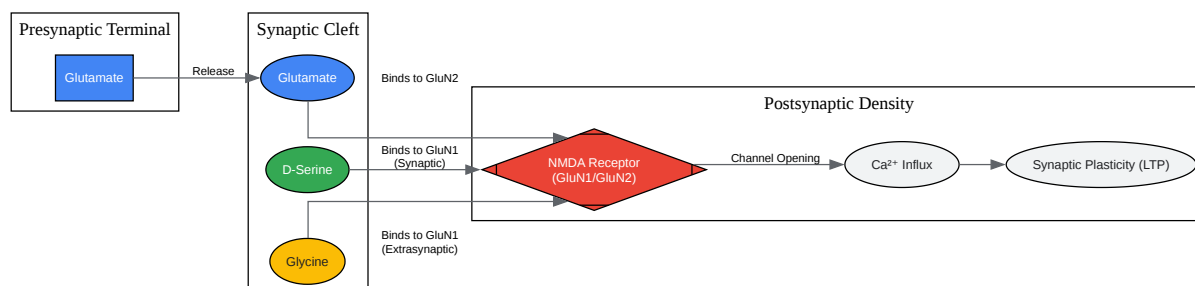 Presynaptic Terminal
Glutamate
Release
Synaptic Cleft
Glutamate
D-Serine
Glycine
Binds to GluN2
Binds to GluN1
(Synaptic)
Binds to GluN1
(Extrasynaptic)
Postsynaptic Density
NMDA Receptor
(GluN1/GluN2)
Channel Opening
Ca²⁺ Influx
Synaptic Plasticity (LTP)